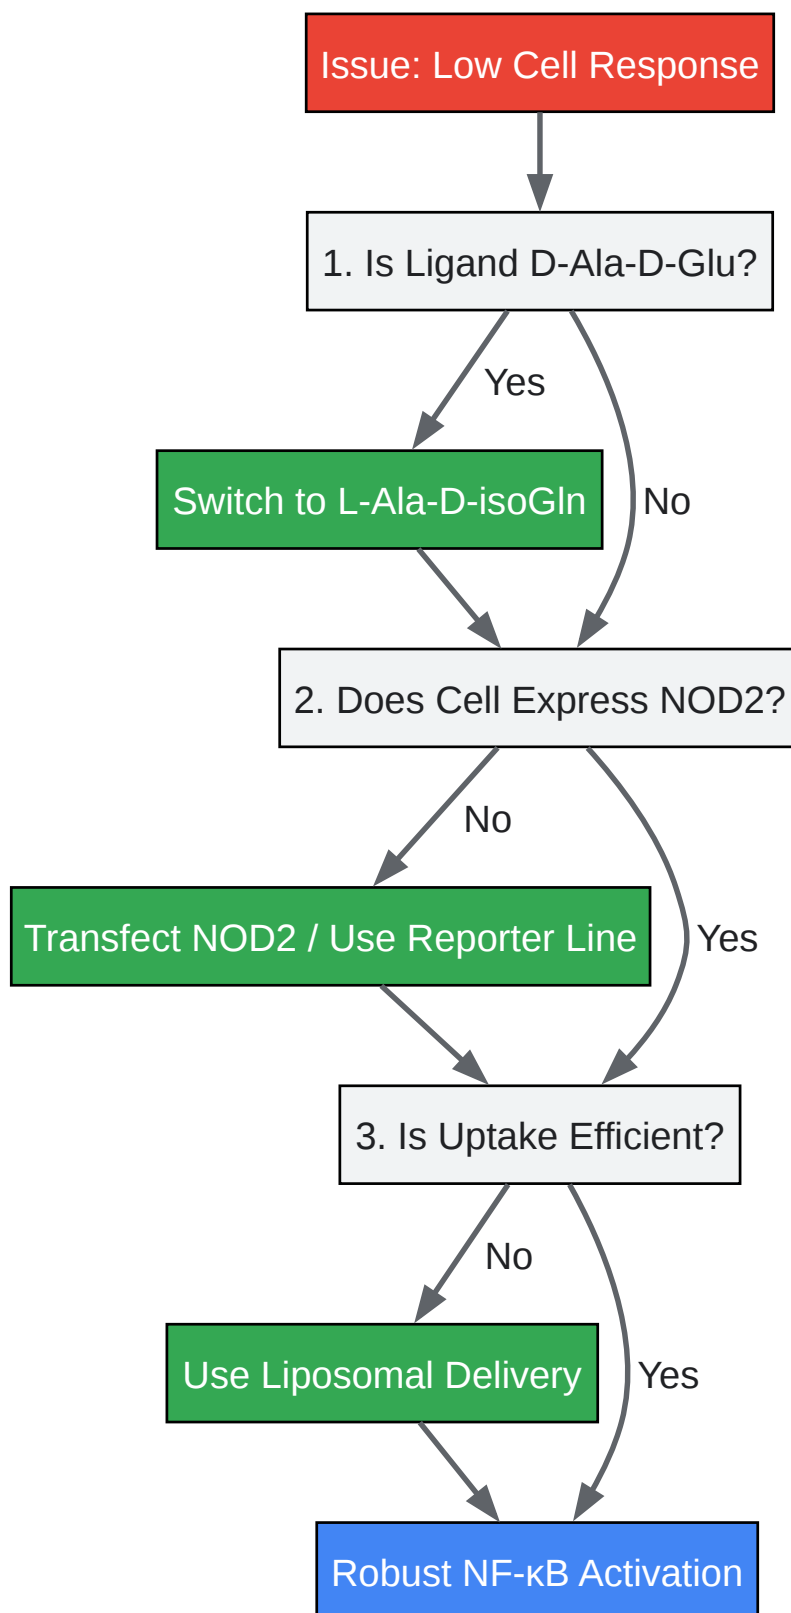 Issue: Low Cell Response
1. Is Ligand D-Ala-D-Glu?
Yes
Switch to L-Ala-D-isoGln
No
2. Does Cell Express NOD2?
No
Transfect NOD2 / Use Reporter Line
Yes
3. Is Uptake Efficient?
No
Use Liposomal Delivery
Yes
Robust NF-κB Activation